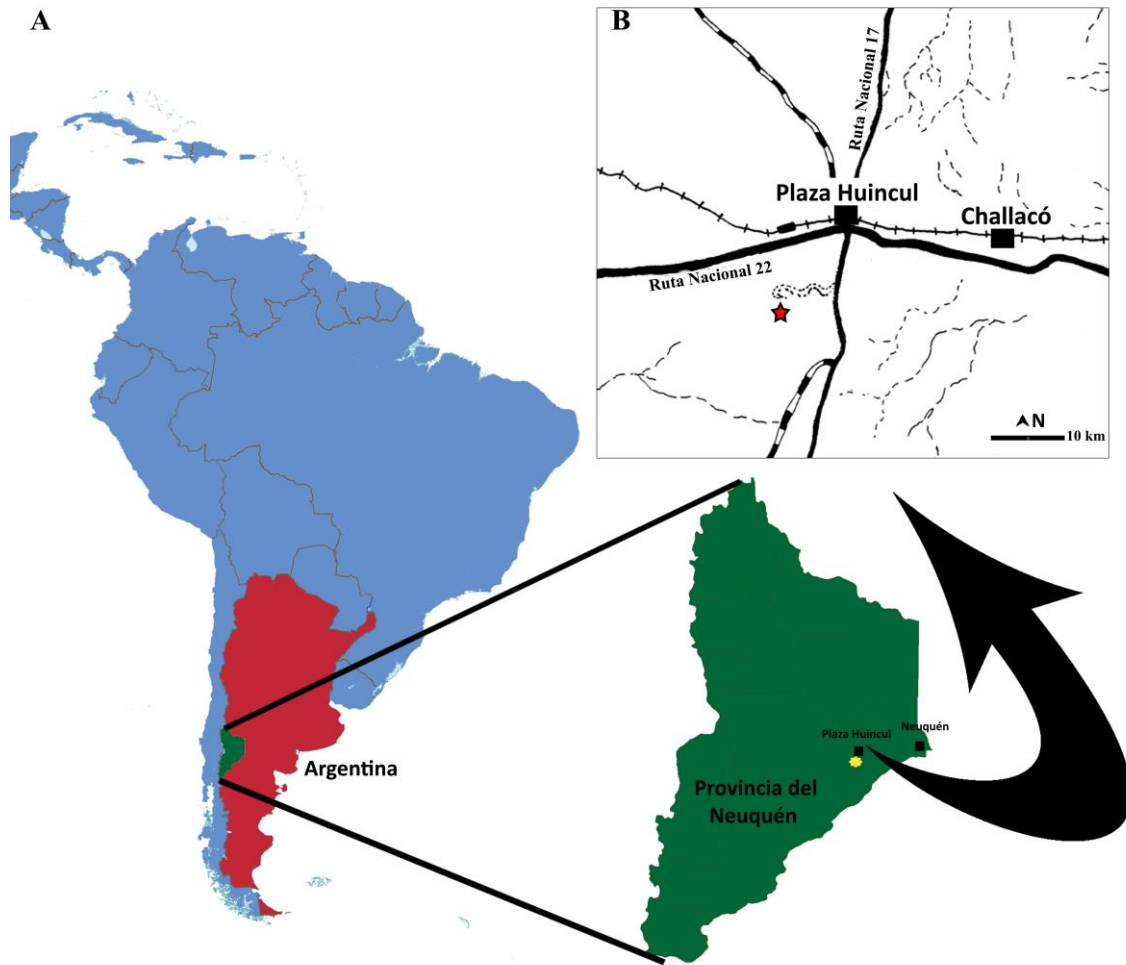 A
B
Ruta Nacional 17
Plaza Huincul
Challacó
Ruta Nacional 22
N
10 km
Argentina
Plaza Huincul
Neuquén
Provincia del
Neuquén